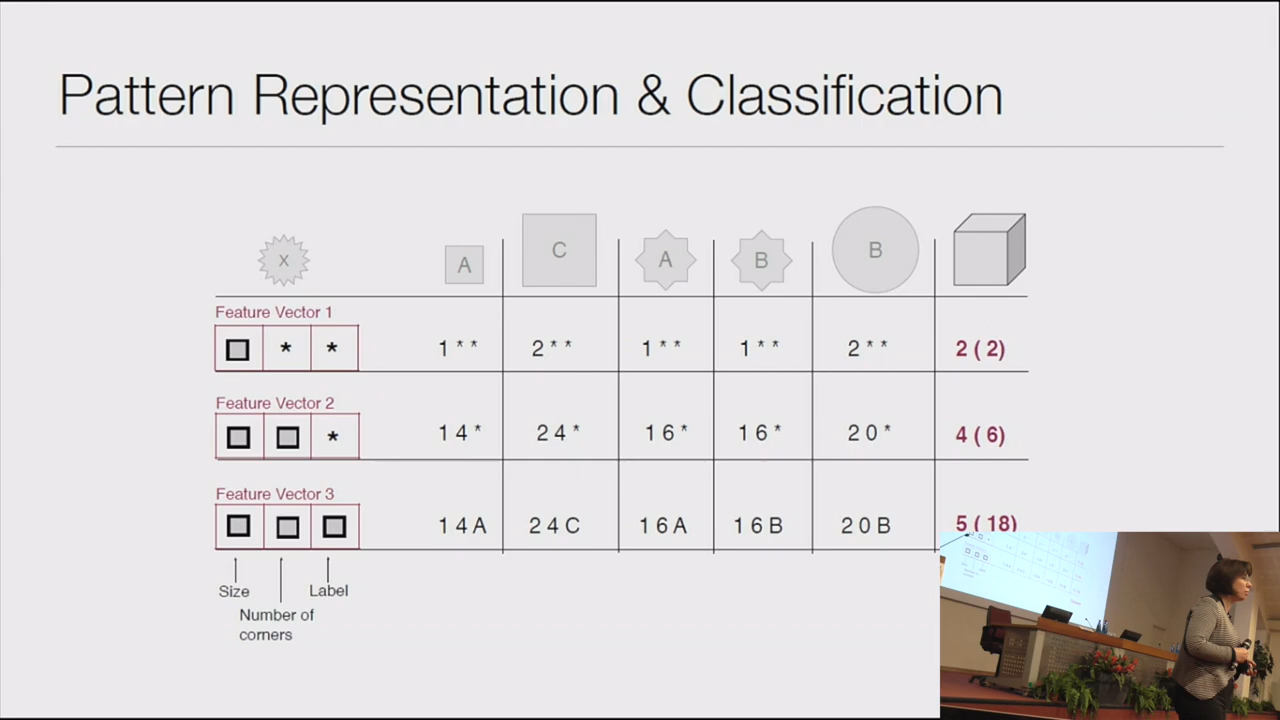 Pattern Representation & Classification
X A C A B B
Feature Vector 1
* * 1 * * 2 * * 1 * * 1 * * 2 * * 2 ( 2)
Feature Vector 2
* 1 4 * 2 4 * 1 6 * 1 6 * 2 0 * 4 ( 6)
Feature Vector 3
1 4 A 2 4 C 1 6 A 1 6 B 2 0 B 5 ( 18)
Size Label
Number of
corners